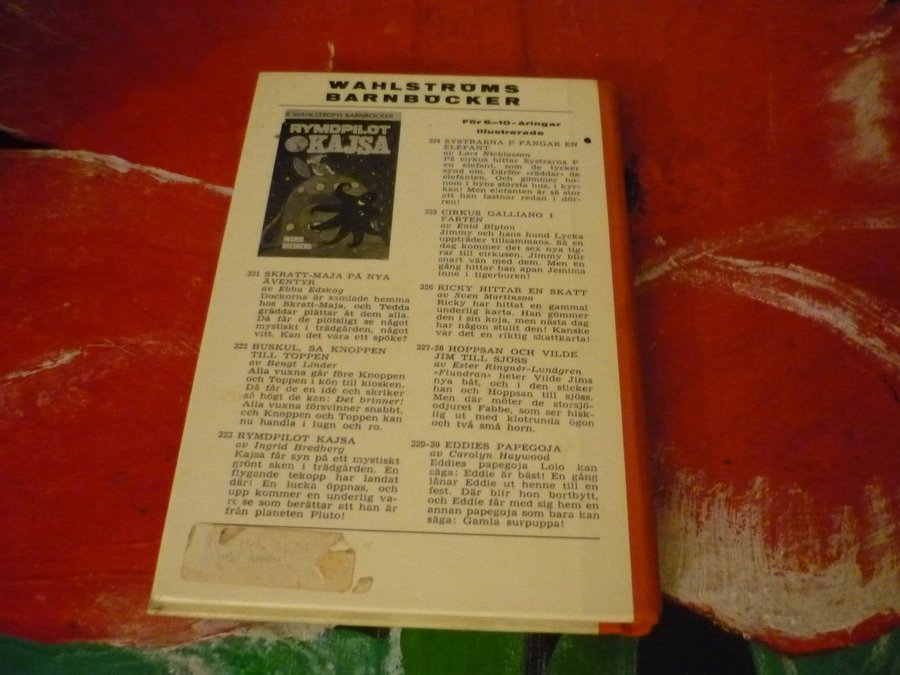 WAHLSTRÖMS
BARNBÖCKER
B. WAHLSTRÖMS BARNBÖCKER
RYMDPILOT
KAJSA
INGRID
BREDBERG
321 SKRATT-MAJA PÅ NYA
ÄVENTYR
av Ebba Edskog
Dockorna är samlade hemma
hos Skratt-Maja, och Tedda
gräddar plättar åt dem alla.
Då får de plötsligt se något
mystiskt i trädgården, något
vitt. Kan det vara ett spöke?
322 BUSKUL, SA KNOPPEN
TILL TOPPEN
av Bengt Linder
Alla vuxna går före Knoppen
och Toppen i kön till kiosken.
Då får de en idé och skriker
så högt de kan: Det brinner!
Alla vuxna försvinner snabbt,
och Knoppen och Toppen kan
nu handla i lugn och ro.
323 RYMDPILOT KAJSA
av Ingrid Bredberg
Kajsa får syn på ett mystiskt
grönt sken i trädgården. En
flygande tekopp har landat
där! En lucka öppnas, och
upp kommer en underlig va-
re­lse som berättar att han är
från planeten Pluto!
För 6–10-åringar
illustrerade
324 SYSTRARNA P FÅNGAR EN
ELEFANT
av Lars Nicklasson
På cirkus hittar Systrarna P
en elefant, som de tycker
synd om. Därför »räddar» de
elefanten. Och gömmer ho-
nom i byns största hus, i kyr-
kan! Men elefanten är så stor
att han fastnar redan i dör-
ren!
325 CIRKUS GALLIANO I
FARTEN
av Enid Blyton
Jimmy och hans hund Lycka
uppträder tillsammans. Så en
dag kommer det sex nya tig-
rar till cirkusen. Jimmy blir
snart vän med dem. Men en
gång hittar han apan Jemima
inne i tigerburen!
326 RICKY HITTAR EN SKATT
av Sven Martinson
Ricky har hittat en gammal
underlig karta. Han gömmer
den i sin koja, men nästa dag
har någon stulit den! Kanske
var det en riktig skattkarta!
327-28 HOPPSAN OCH VILDE
JIM TILL SJÖSS
av Ester Ringnér-Lundgren
»Flundran» heter Vilde Jims
nya båt, och i den sticker
han och Hoppsan till sjöss.
Men där möter de storsjö-
odjuret Fabbe, som ser hisk-
lig ut med klotrunda ögon
och två små horn.
329-30 EDDIES PAPEGOJA
av Carolyn Haywood
Eddies papegoja Lolo kan
säga: Eddie är bäst! En gång
lånar Eddie ut henne till en
fest. Där blir hon bortbytt,
och Eddie får med sig hem en
annan papegoja som bara kan
säga: Gamla surpuppa!